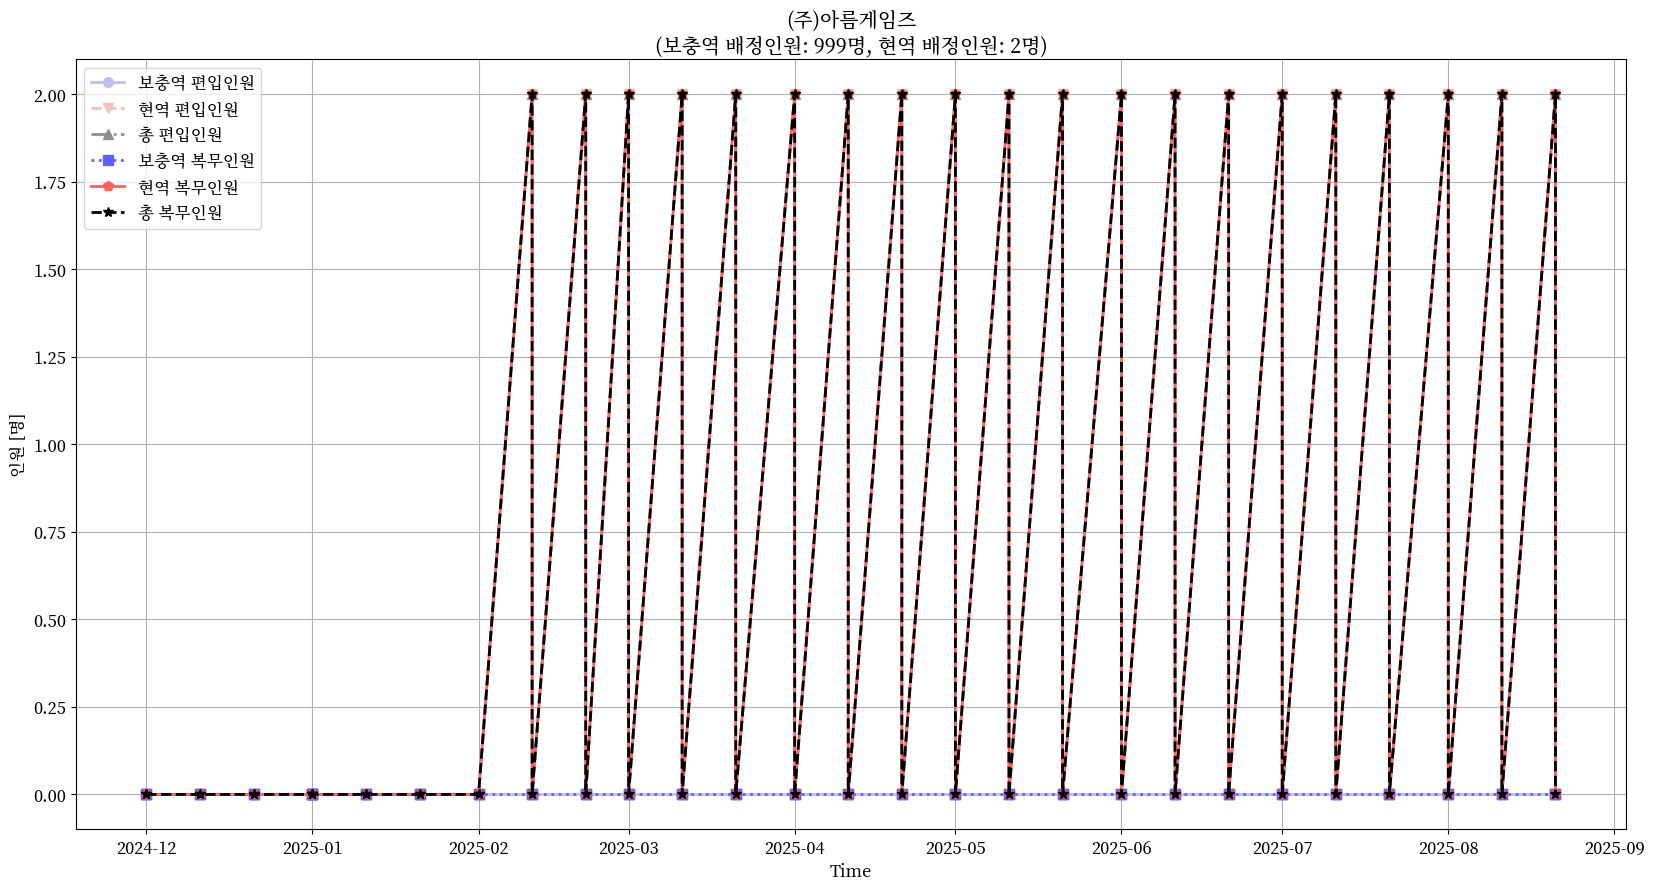 (주)아름게임즈
(보충역 배정인원: 999명, 현역 배정인원: 2명)
보충역 편입인원
현역 편입인원
총 편입인원
보충역 복무인원
현역 복무인원
총 복무인원
인원 [명]
2.00
1.75
1.50
1.25
1.00
0.75
0.50
0.25
0.00
2024-12
2025-01
2025-02
2025-03
2025-04
2025-05
2025-06
2025-07
2025-08
2025-09
Time